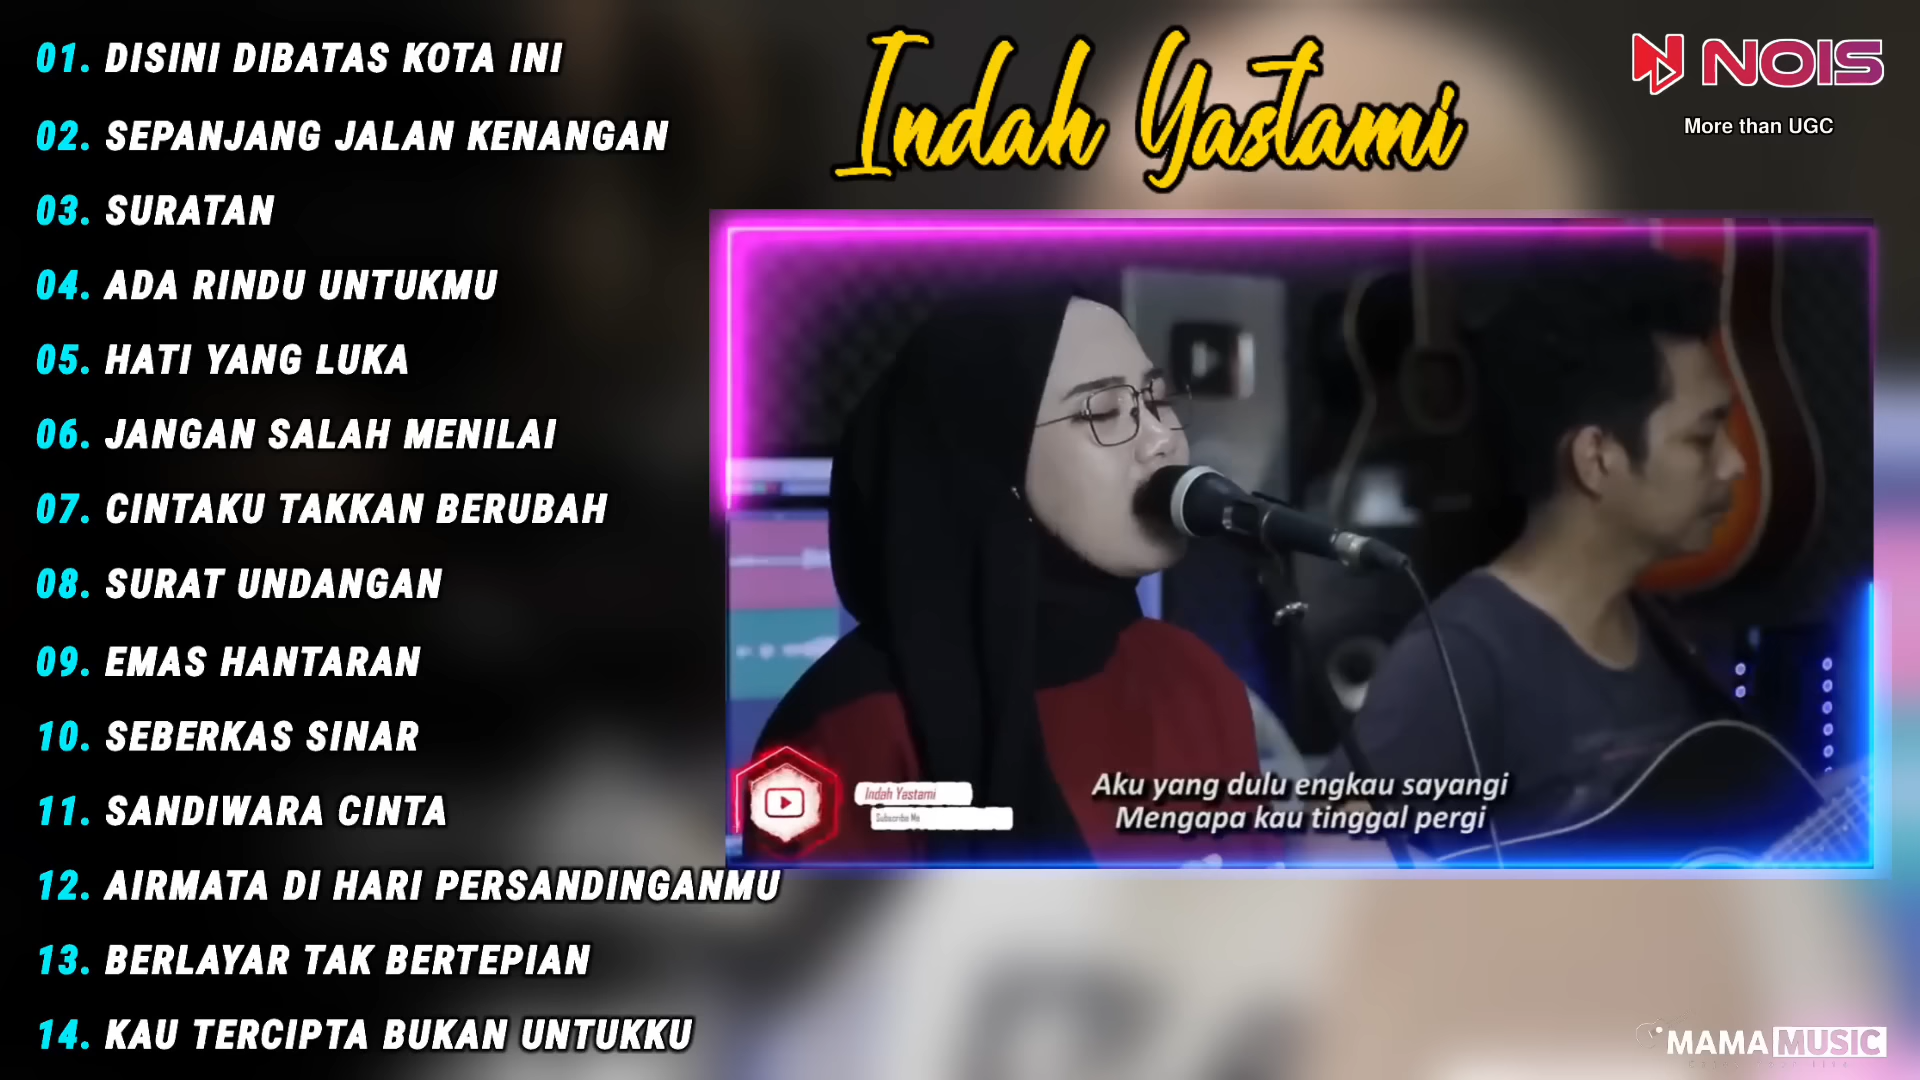 01. DISINI DIBATAS KOTA INI
02. SEPANJANG JALAN KENANGAN
03. SURATAN
04. ADA RINDU UNTUKMU
05. HATI YANG LUKA
06. JANGAN SALAH MENILAI
07. CINTAKU TAKKAN BERUBAH
08. SURAT UNDANGAN
09. EMAS HANTARAN
10. SEBERKAS SINAR
11. SANDIWARA CINTA
12. AIRMATA DI HARI PERSANDINGANMU
13. BERLAYAR TAK BERTEPIAN
14. KAU TERCIPTA BUKAN UNTUKKU
Indah Yastami
NOIS
More than UGC
Indah Yastami
Subscribe Me
Aku yang dulu engkau sayangi
Mengapa kau tinggal pergi
MAMA MUSIC